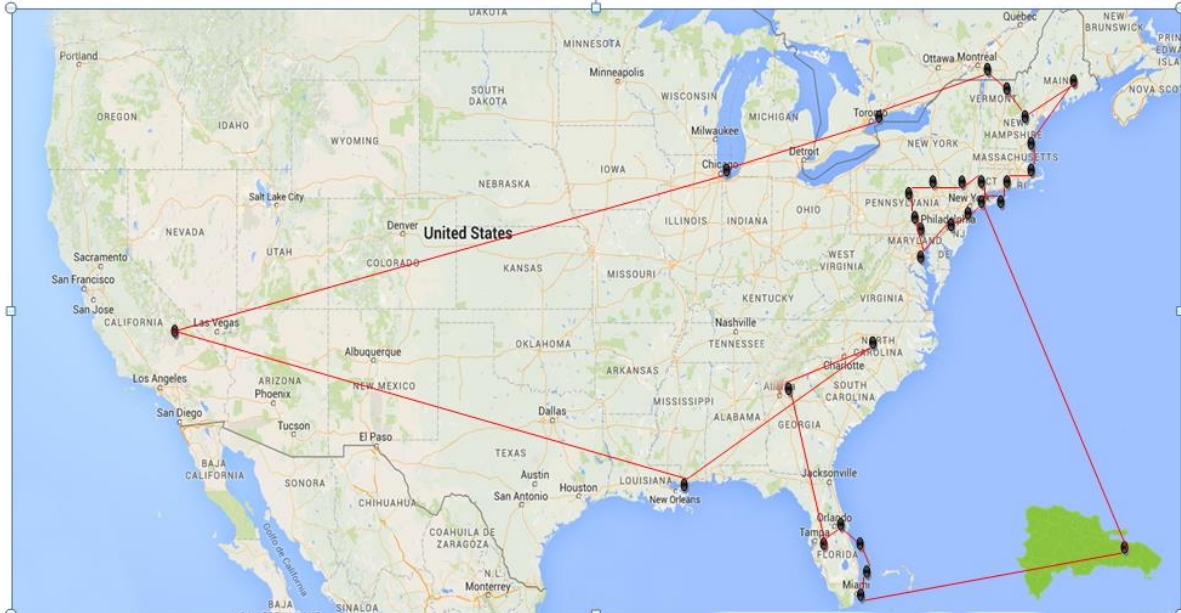 DAKOTA
Quebec
NEW
BRUNSWICK
Portland
MINNESOTA
Ottawa
Montreal
Minneapolis
MAINE
NOVA SCO
OREGON
SOUTH
DAKOTA
WISCONSIN
VERMONT
IDAHO
MICHIGAN
Toronto
NEW
HAMPSHIRE
WYOMING
Milwaukee
NEW YORK
Detroit
MASSACHUSETTS
Chicago
IOWA
CT
RI
NEBRASKA
Salt Lake City
PENNSYLVANIA
New York
OHIO
ILLINOIS
INDIANA
Philadelphia
NJ
NEVADA
Denver
United States
MARYLAND
UTAH
COLORADO
WEST
VIRGINIA
DE
Sacramento
KANSAS
MISSOURI
San Francisco
KENTUCKY
VIRGINIA
San Jose
CALIFORNIA
Las Vegas
Nashville
OKLAHOMA
TENNESSEE
NORTH
CAROLINA
Albuquerque
Charlotte
Los Angeles
ARIZONA
NEW MEXICO
ARKANSAS
Atlanta
SOUTH
CAROLINA
Phoenix
MISSISSIPPI
San Diego
Dallas
ALABAMA
GEORGIA
Tucson
El Paso
TEXAS
BAJA
CALIFORNIA
SONORA
Austin
LOUISIANA
Jacksonville
San Antonio
Houston
New Orleans
CHIHUAHUA
Golfo de California
COAHUILA DE
ZARAGOZA
Orlando
Tampa
FLORIDA
N.L.
Monterrey
Miami
BAJA
SINALOA